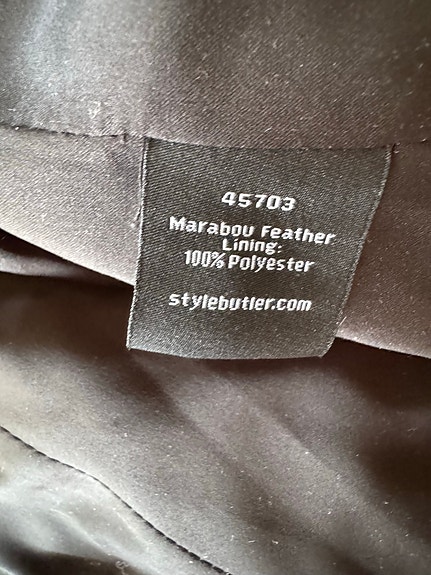 45703
Marabou Feather
Lining:
100% Polyester
stylebutler.com